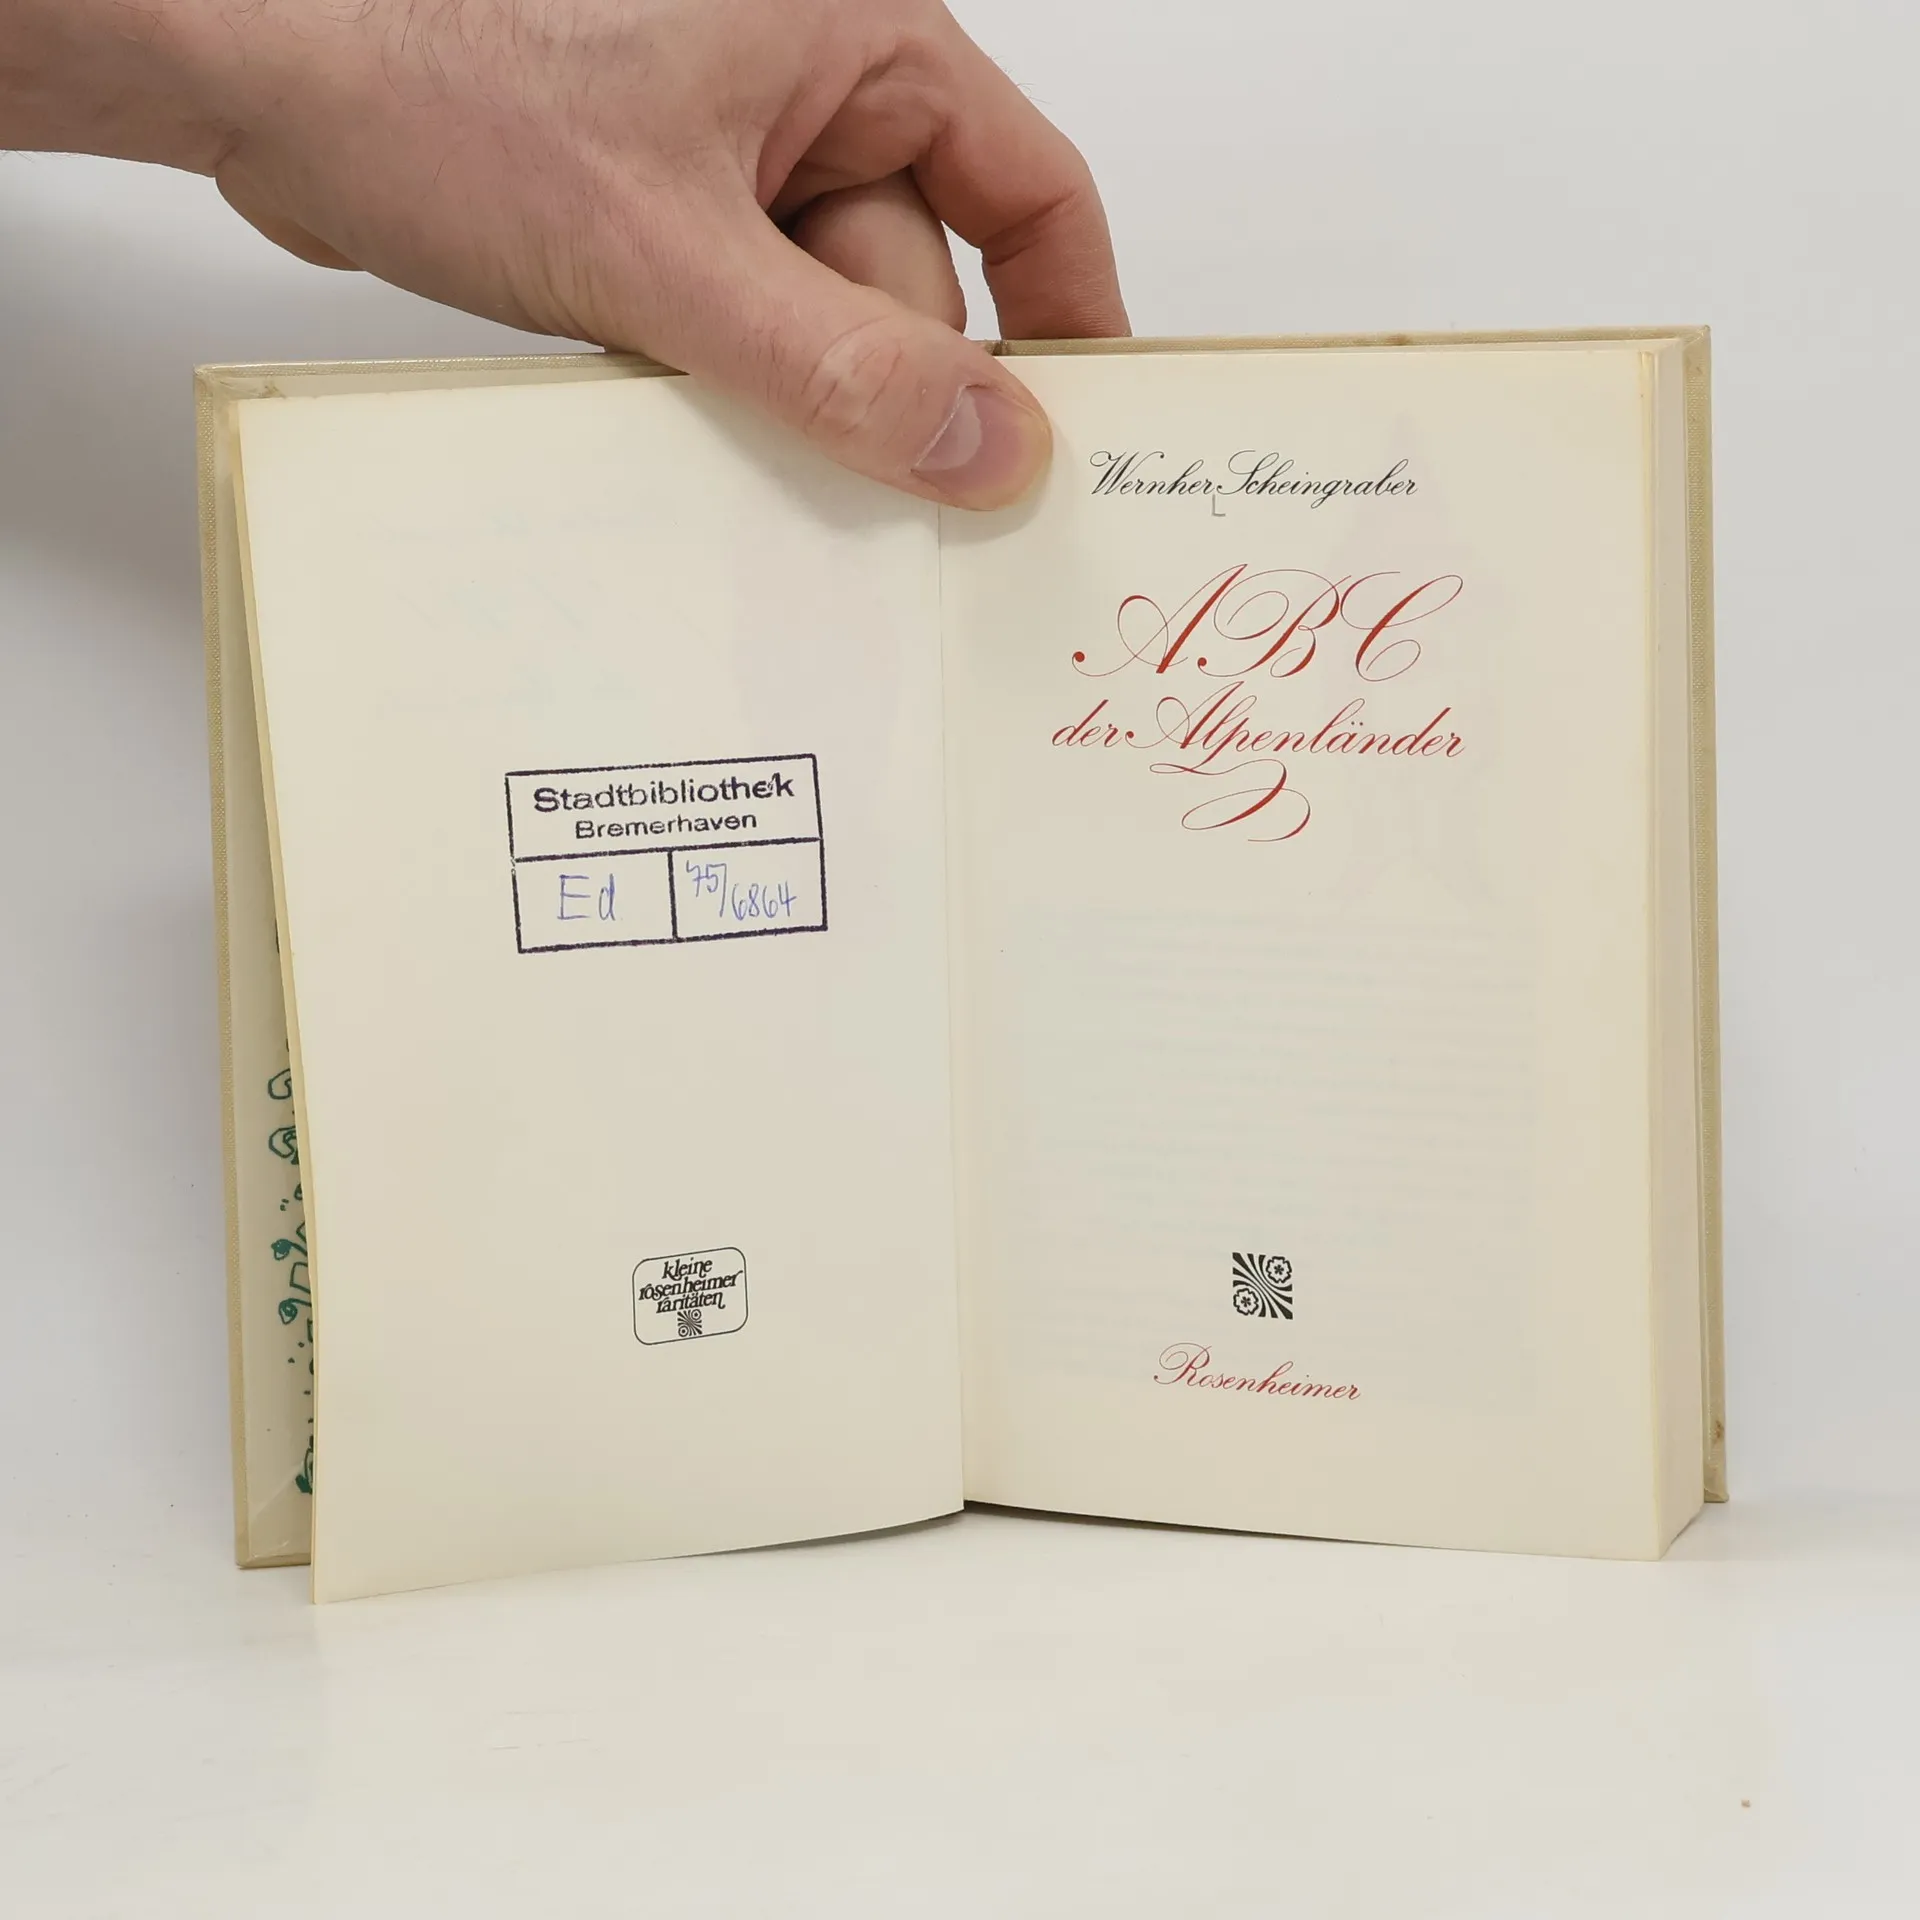 Stadtbibliothek
Bremerhaven
Ed
75/6864
kleine
rosenheimer
raritäten
Wernher Scheingraber
ABC
der Alpenländer
Rosenheimer